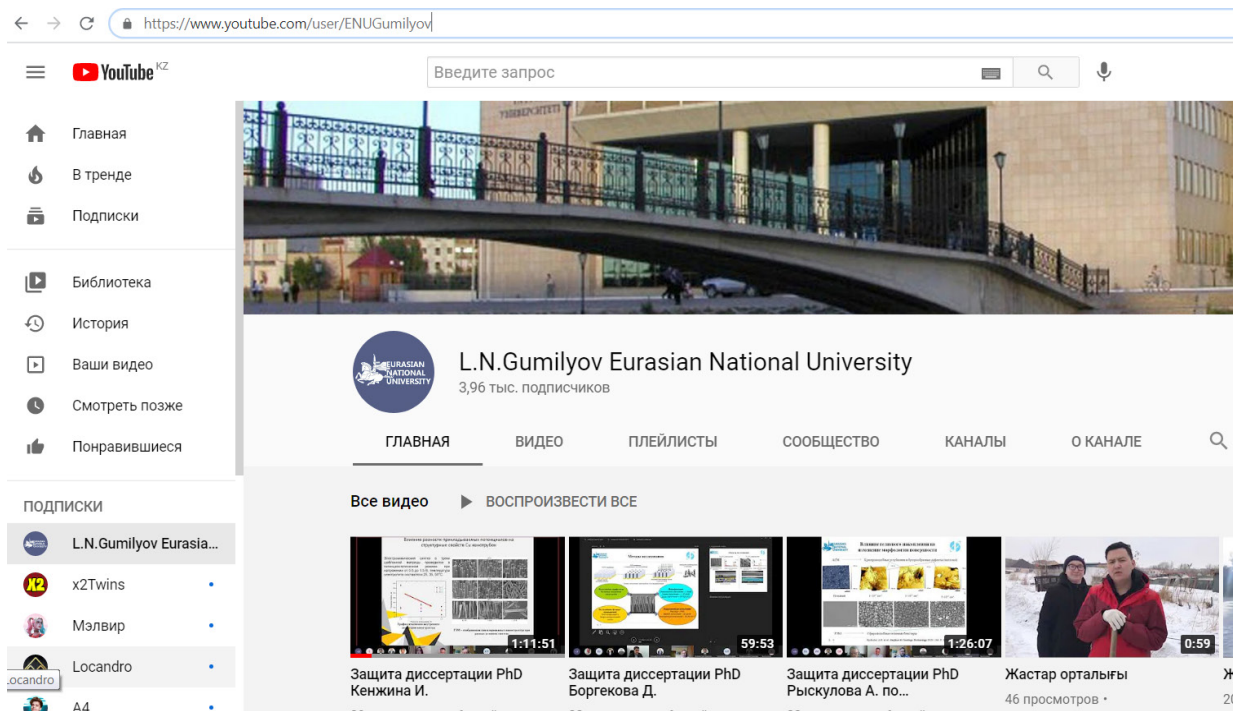 https://www.youtube.com/user/ENUGumilyov
YouTube KZ
Введите запрос
Главная
В тренде
Подписки
Библиотека
История
Ваши видео
Смотреть позже
Понравившиеся
ПОДПИСКИ
L.N.Gumilyov Eurasia...
x2Twins
Мэлвир
Locandro
ocandro
A4
EURASIAN
NATIONAL
UNIVERSITY
L.N.Gumilyov Eurasian National University
3,96 тыс. подписчиков
ГЛАВНАЯ ВИДЕО ПЛЕЙЛИСТЫ СООБЩЕСТВО КАНАЛЫ О КАНАЛЕ
Все видео ВОСПРОИЗВЕСТИ ВСЕ
1:11:51
59:53
1:26:07
0:59
Защита диссертации PhD
Кенжина И.
Защита диссертации PhD
Боргекова Д.
Защита диссертации PhD
Рыскулова А. по...
Жастар орталығы
46 просмотров •